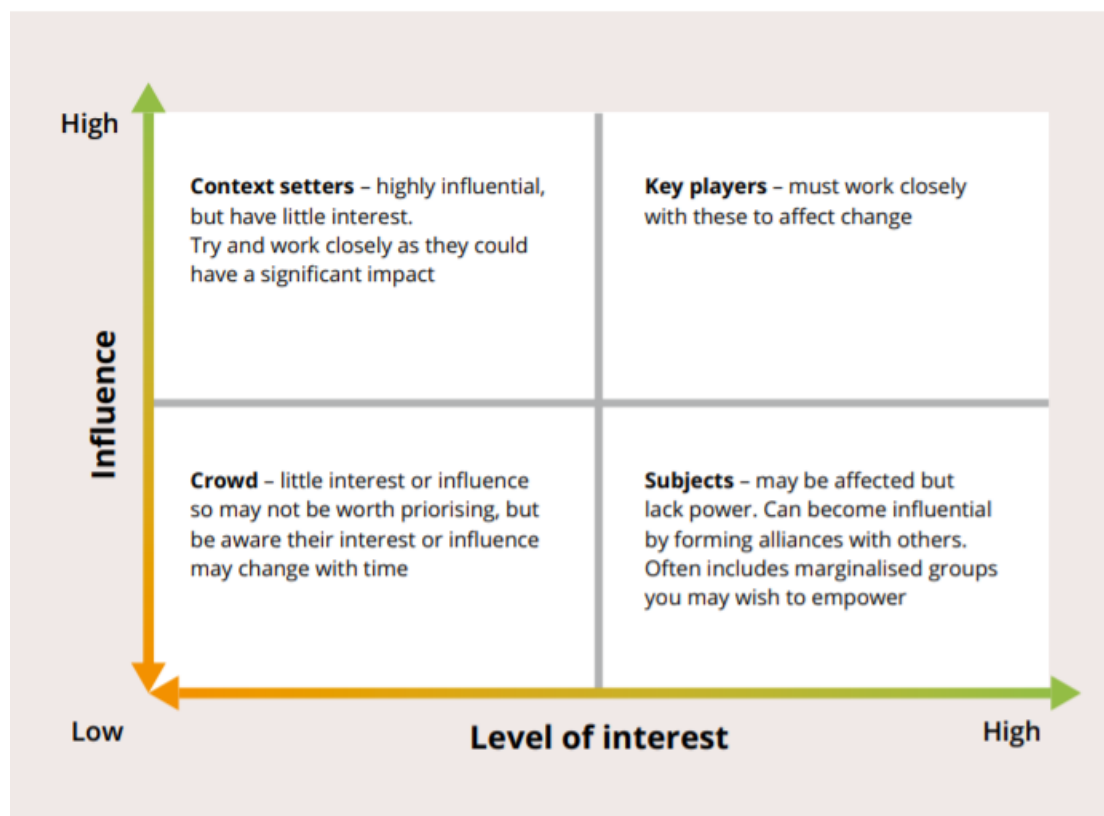 High
Context setters – highly influential,
but have little interest.
Try and work closely as they could
have a significant impact
Key players – must work closely
with these to affect change
Influence
Crowd – little interest or influence
so may not be worth priorising, but
be aware their interest or influence
may change with time
Subjects – may be affected but
lack power. Can become influential
by forming alliances with others.
Often includes marginalised groups
you may wish to empower
Low
Level of interest
High